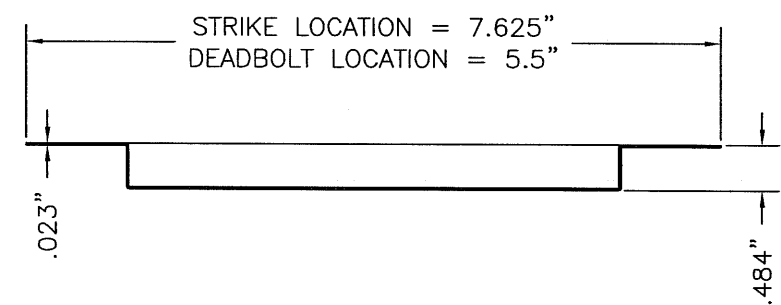 STRIKE LOCATION = 7.625"
DEADBOLT LOCATION = 5.5"
.023"
.484"